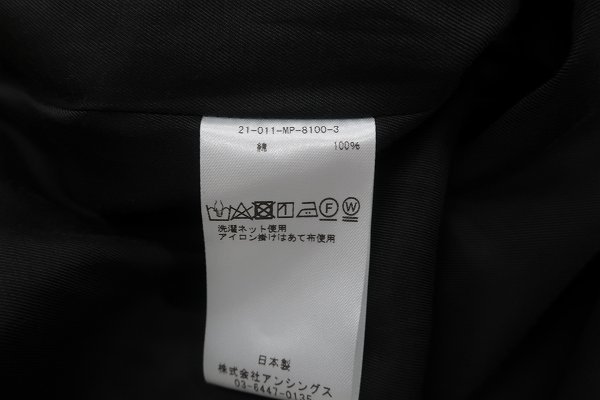 21-011-MP-8100-3
綿 100%
F W
洗濯ネット使用
アイロン掛けはあて布使用
日本製
株式会社アンシングス
03-6447-0135